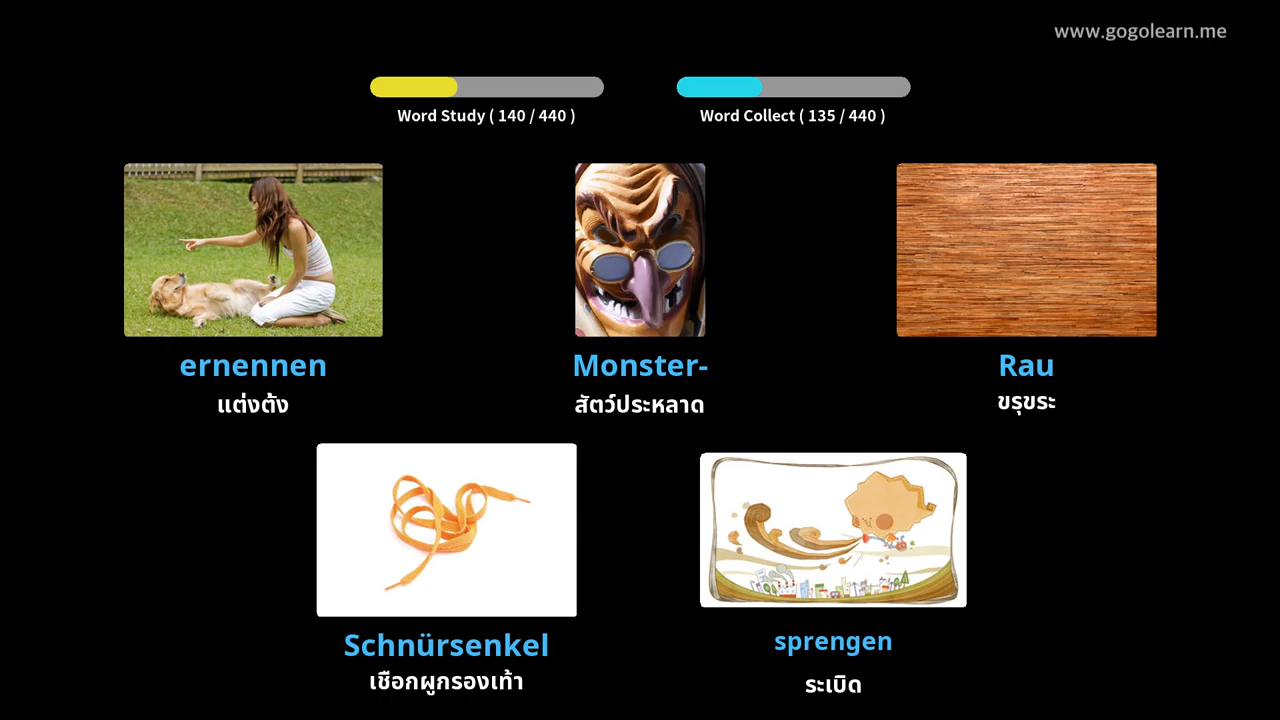 www.gogolearn.me
Word Study ( 140 / 440 )
Word Collect ( 135 / 440 )
ernennen
แต่งตั้ง
Monster-
สัตว์ประหลาด
Rau
ขรุขระ
Schnürsenkel
เชือกผูกรองเท้า
sprengen
ระเบิด